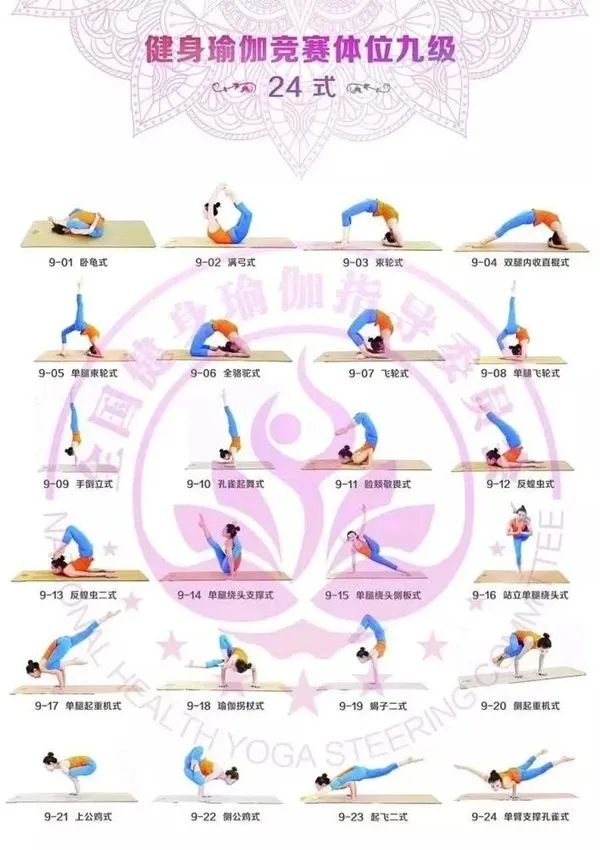 健身瑜伽竞赛体位九级
24 式
9-01 卧龟式
9-02 满弓式
9-03 束轮式
9-04 双腿内收直棍式
9-05 单腿束轮式
9-06 全骆驼式
9-07 飞轮式
9-08 单腿飞轮式
9-09 手倒立式
9-10 孔雀起舞式
9-11 脸颊敬畏式
9-12 反蝗虫式
9-13 反蝗虫二式
9-14 单腿绕头支撑式
9-15 单腿绕头侧板式
9-16 站立单腿绕头式
9-17 单腿起重机式
9-18 瑜伽拐杖式
9-19 蝎子二式
9-20 侧起重机式
9-21 上公鸡式
9-22 侧公鸡式
9-23 起飞二式
9-24 单臂支撑孔雀式
全国健身瑜伽指导委员会
NATIONAL HEALTH YOGA STEERING COMMITTEE